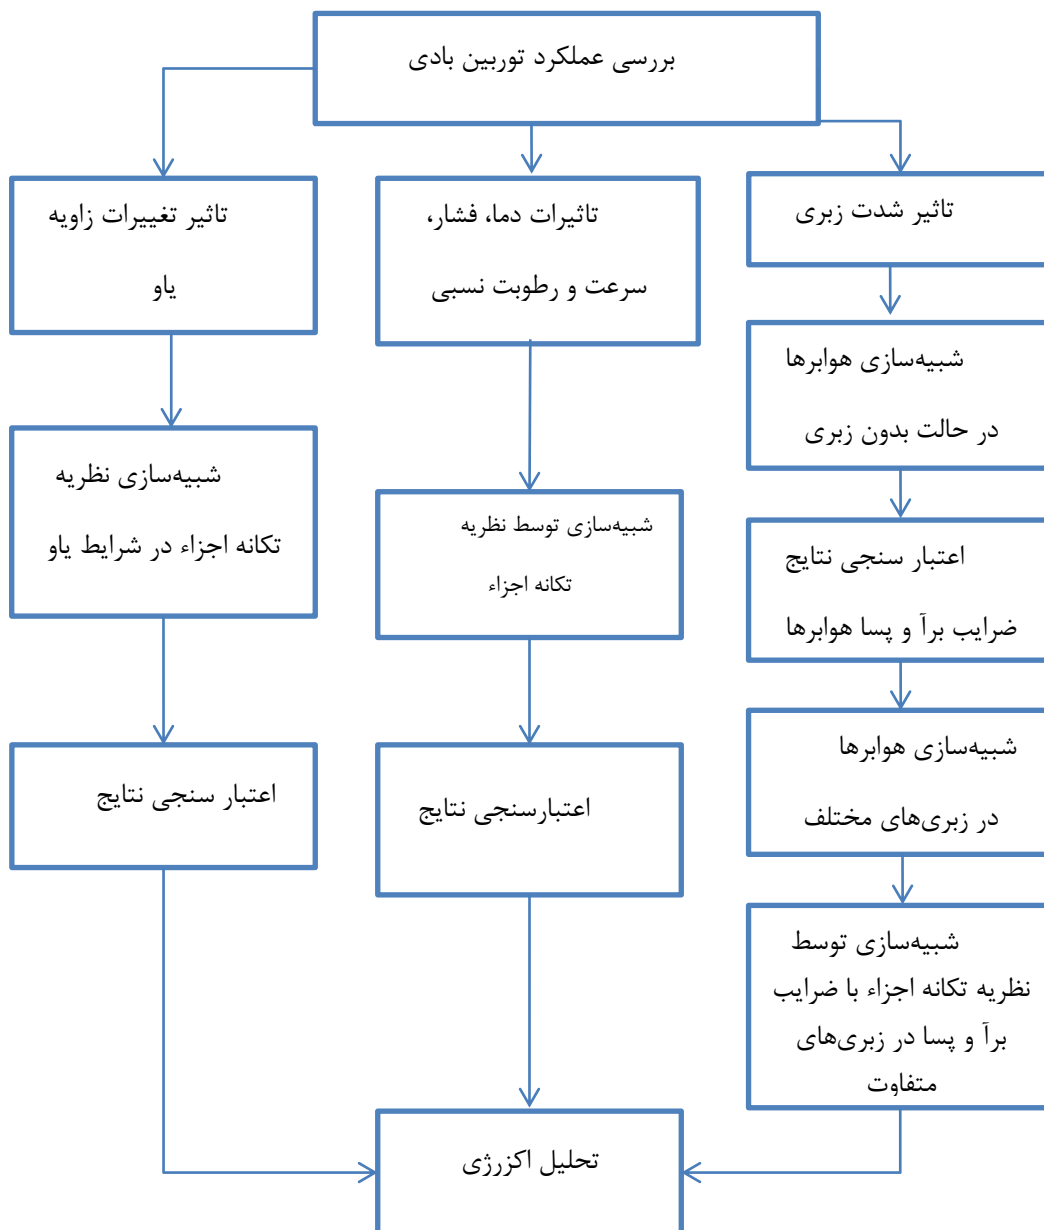 بررسی عملکرد توربین بادی
تاثیر شدت زبری
شبیه‌سازی هوابرها
در حالت بدون زبری
اعتبار سنجی نتایج
ضرایب برآ و پسا هوابرها
شبیه‌سازی هوابرها
در زبری‌های مختلف
شبیه‌سازی توسط
نظریه تکانه اجزاء با ضرایب
برآ و پسا در زبری‌های
متفاوت
تاثیرات دما، فشار،
سرعت و رطوبت نسبی
شبیه‌سازی توسط نظریه
تکانه اجزاء
اعتبارسنجی نتایج
تاثیر تغییرات زاویه
یاو
شبیه‌سازی نظریه
تکانه اجزاء در شرایط یاو
اعتبار سنجی نتایج
تحلیل اکزرژی